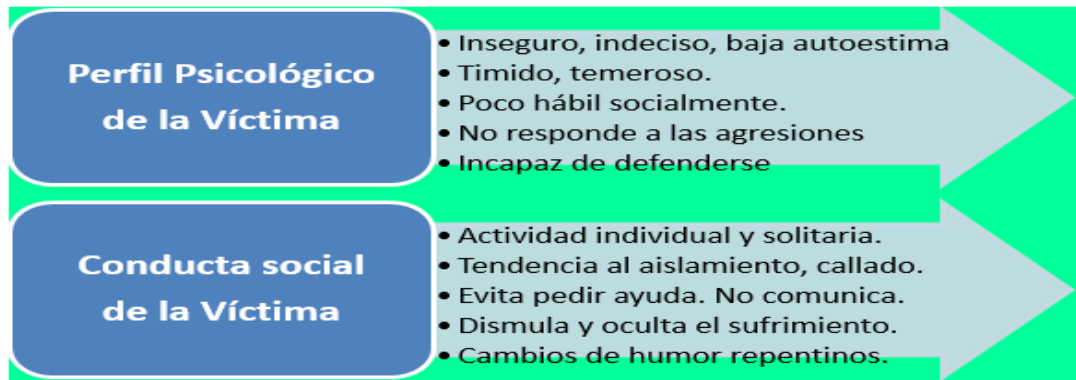 Perfil Psicológico
de la Víctima
• Inseguro, indeciso, baja autoestima
• Timido, temeroso.
• Poco hábil socialmente.
• No responde a las agresiones
• Incapaz de defenderse
Conducta social
de la Víctima
• Actividad individual y solitaria.
• Tendencia al aislamiento, callado.
• Evita pedir ayuda. No comunica.
• Dismula y oculta el sufrimiento.
• Cambios de humor repentinos.